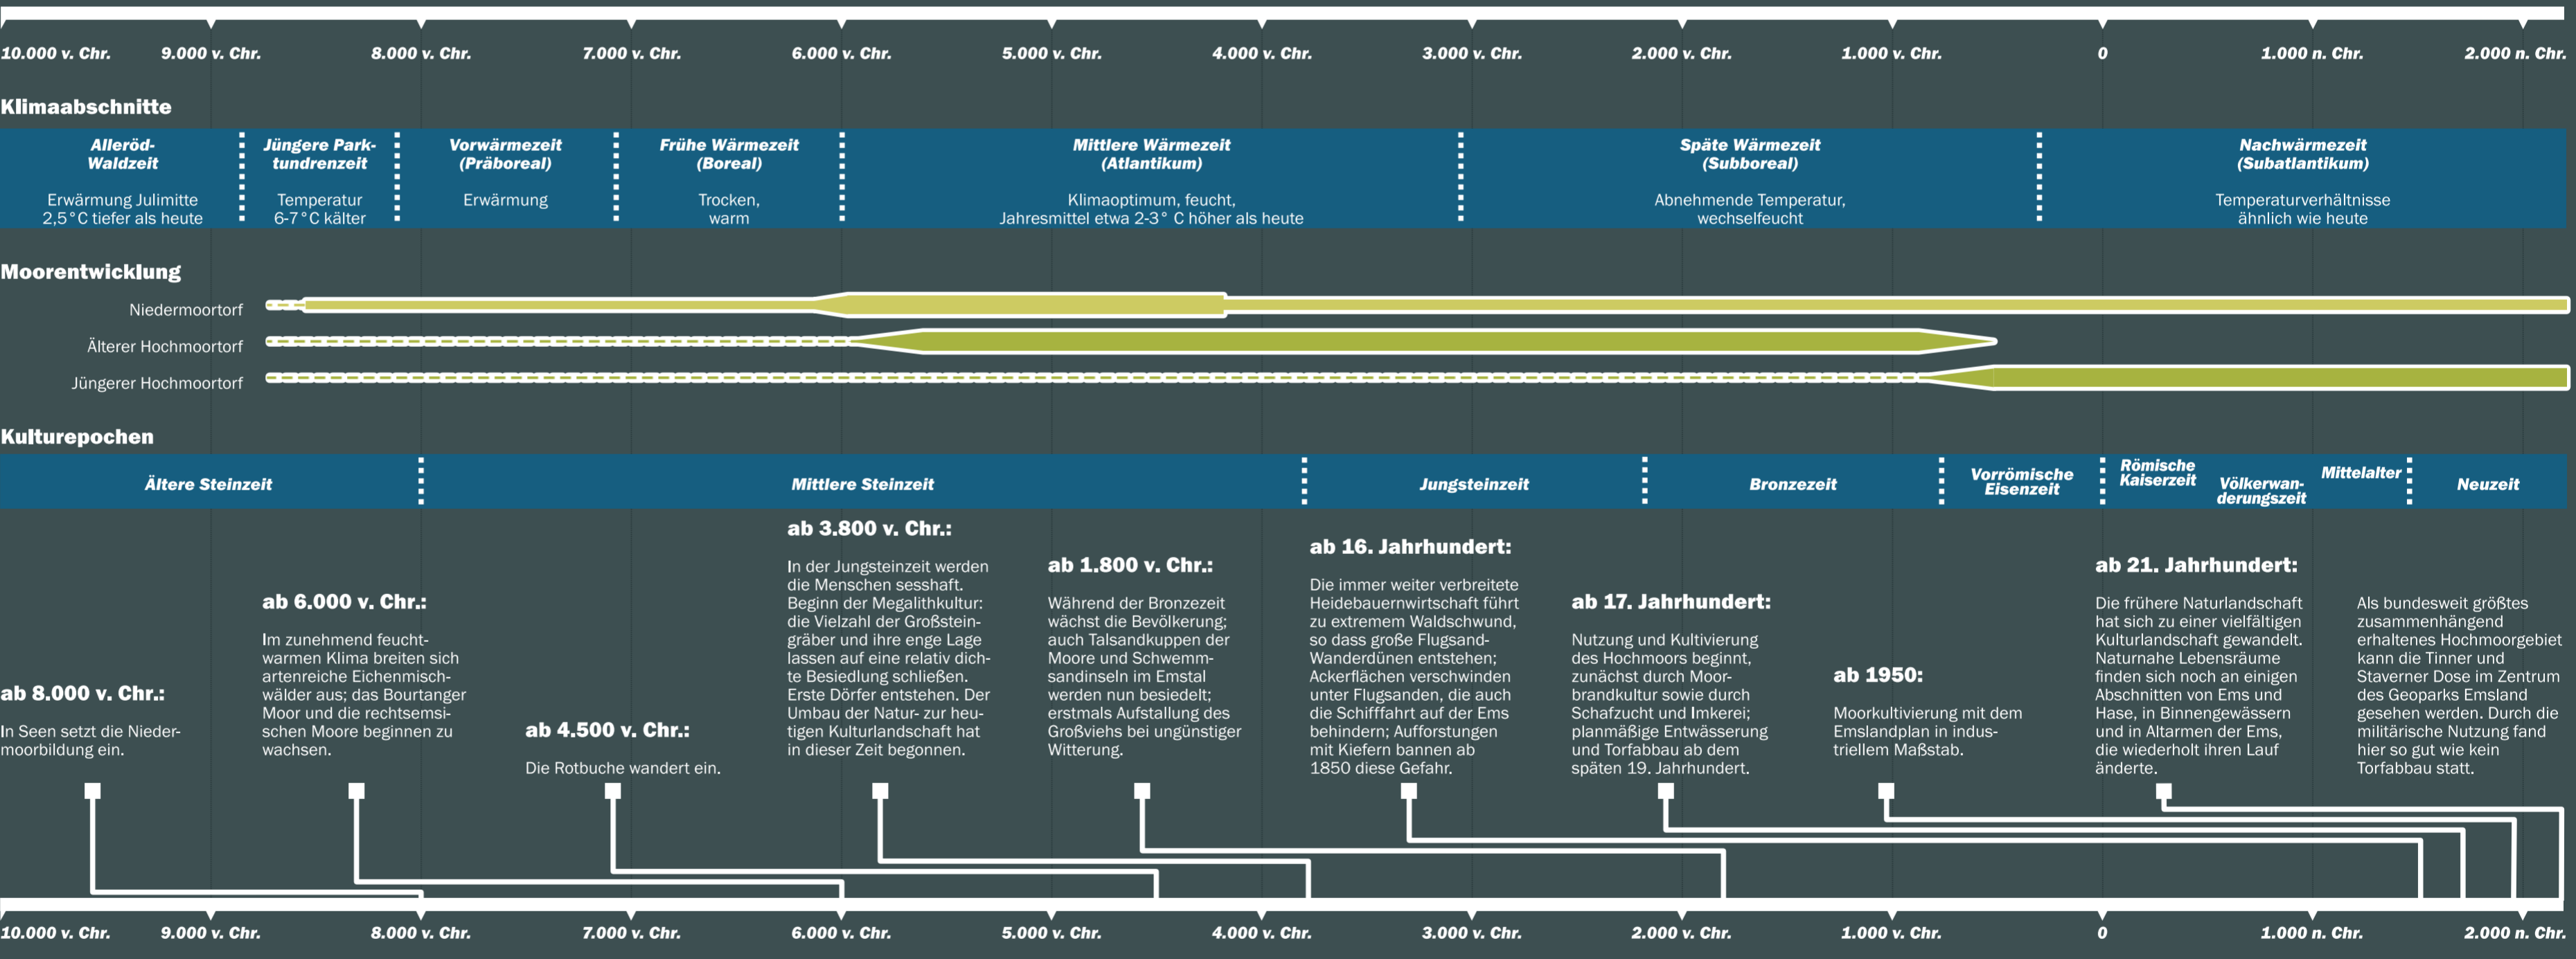 10.000 v. Chr.
9.000 v. Chr.
8.000 v. Chr.
7.000 v. Chr.
6.000 v. Chr.
5.000 v. Chr.
4.000 v. Chr.
3.000 v. Chr.
2.000 v. Chr.
1.000 v. Chr.
0
1.000 n. Chr.
2.000 n. Chr.
Klimaabschnitte
Alleröd-
Waldzeit
Erwärmung Julimitte
2,5°C tiefer als heute
Jüngere Park-
tundrenzeit
Temperatur
6-7°C kälter
Vorwärmezeit
(Präboreal)
Erwärmung
Frühe Wärmezeit
(Boreal)
Trocken,
warm
Mittlere Wärmezeit
(Atlantikum)
Klimaoptimum, feucht,
Jahresmittel etwa 2-3° C höher als heute
Späte Wärmezeit
(Subboreal)
Abnehmende Temperatur,
wechselfeucht
Nachwärmezeit
(Subatlantikum)
Temperaturverhältnisse
ähnlich wie heute
Moorentwicklung
Niedermoortorf
Älterer Hochmoortorf
Jüngerer Hochmoortorf
Kulturepochen
Ältere Steinzeit
Mittlere Steinzeit
Jungsteinzeit
Bronzezeit
Vorrömische
Eisenzeit
Römische
Kaiserzeit
Völkerwan-
derungszeit
Mittelalter
Neuzeit
ab 8.000 v. Chr.:
In Seen setzt die Nieder-
moorbildung ein.
ab 6.000 v. Chr.:
Im zunehmend feucht-
warmen Klima breiten sich
artenreiche Eichenmisch-
wälder aus; das Bourtanger
Moor und die rechtsemsi-
schen Moore beginnen zu
wachsen.
ab 4.500 v. Chr.:
Die Rotbuche wandert ein.
ab 3.800 v. Chr.:
In der Jungsteinzeit werden
die Menschen sesshaft.
Beginn der Megalithkultur:
die Vielzahl der Großstein-
gräber und ihre enge Lage
lassen auf eine relativ dich-
te Besiedlung schließen.
Erste Dörfer entstehen. Der
Umbau der Natur- zur heu-
tigen Kulturlandschaft hat
in dieser Zeit begonnen.
ab 1.800 v. Chr.:
Während der Bronzezeit
wächst die Bevölkerung;
auch Talsandkuppen der
Moore und Schwemm-
sandinseln im Emstal
werden nun besiedelt;
erstmals Aufstallung des
Großviehs bei ungünstiger
Witterung.
ab 16. Jahrhundert:
Die immer weiter verbreitete
Heidebauernwirtschaft führt
zu extremem Waldschwund,
so dass große Flugsand-
Wanderdünen entstehen;
Ackerflächen verschwinden
unter Flugsanden, die auch
die Schifffahrt auf der Ems
behindern; Aufforstungen
mit Kiefern bannen ab
1850 diese Gefahr.
ab 17. Jahrhundert:
Nutzung und Kultivierung
des Hochmoors beginnt,
zunächst durch Moor-
brandkultur sowie durch
Schafzucht und Imkerei;
planmäßige Entwässerung
und Torfabbau ab dem
späten 19. Jahrhundert.
ab 1950:
Moorkultivierung mit dem
Emslandplan in indus-
triellem Maßstab.
ab 21. Jahrhundert:
Die frühere Naturlandschaft
hat sich zu einer vielfältigen
Kulturlandschaft gewandelt.
Naturnahe Lebensräume
finden sich noch an einigen
Abschnitten von Ems und
Hase, in Binnengewässern
und in Altarmen der Ems,
die wiederholt ihren Lauf
änderte.
Als bundesweit größtes
zusammenhängend
erhaltenes Hochmoorgebiet
kann die Tinner und
Staverner Dose im Zentrum
des Geoparks Emsland
gesehen werden. Durch die
militärische Nutzung fand
hier so gut wie kein
Torfabbau statt.
10.000 v. Chr.
9.000 v. Chr.
8.000 v. Chr.
7.000 v. Chr.
6.000 v. Chr.
5.000 v. Chr.
4.000 v. Chr.
3.000 v. Chr.
2.000 v. Chr.
1.000 v. Chr.
0
1.000 n. Chr.
2.000 n. Chr.